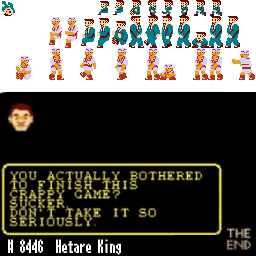 YOU ACTUALLY BOTHERED
TO FINISH THIS
CRAPPY GAME?
SUCKER.
DON'T TAKE IT SO
SERIOUSLY.
THE
END
N 8446 Hetare King